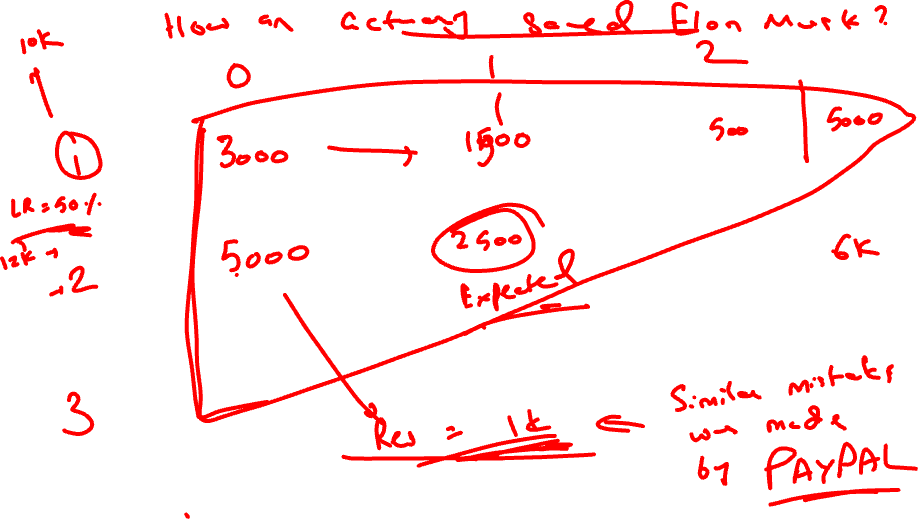 How an actuary saved Elon Musk?
10K
0 1 2
3000 → 1500 500 5000
1
LR = 50%
12K →
→ 2 5000 2500 6K
Expected
3
Res = 1k ⇐ Similar mistake
was made
by PAYPAL